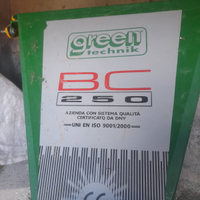 green
technik
BC
250
AZIENDA CON SISTEMA QUALITÀ
CERTIFICATO DA DNV
UNI EN ISO 9001/2000